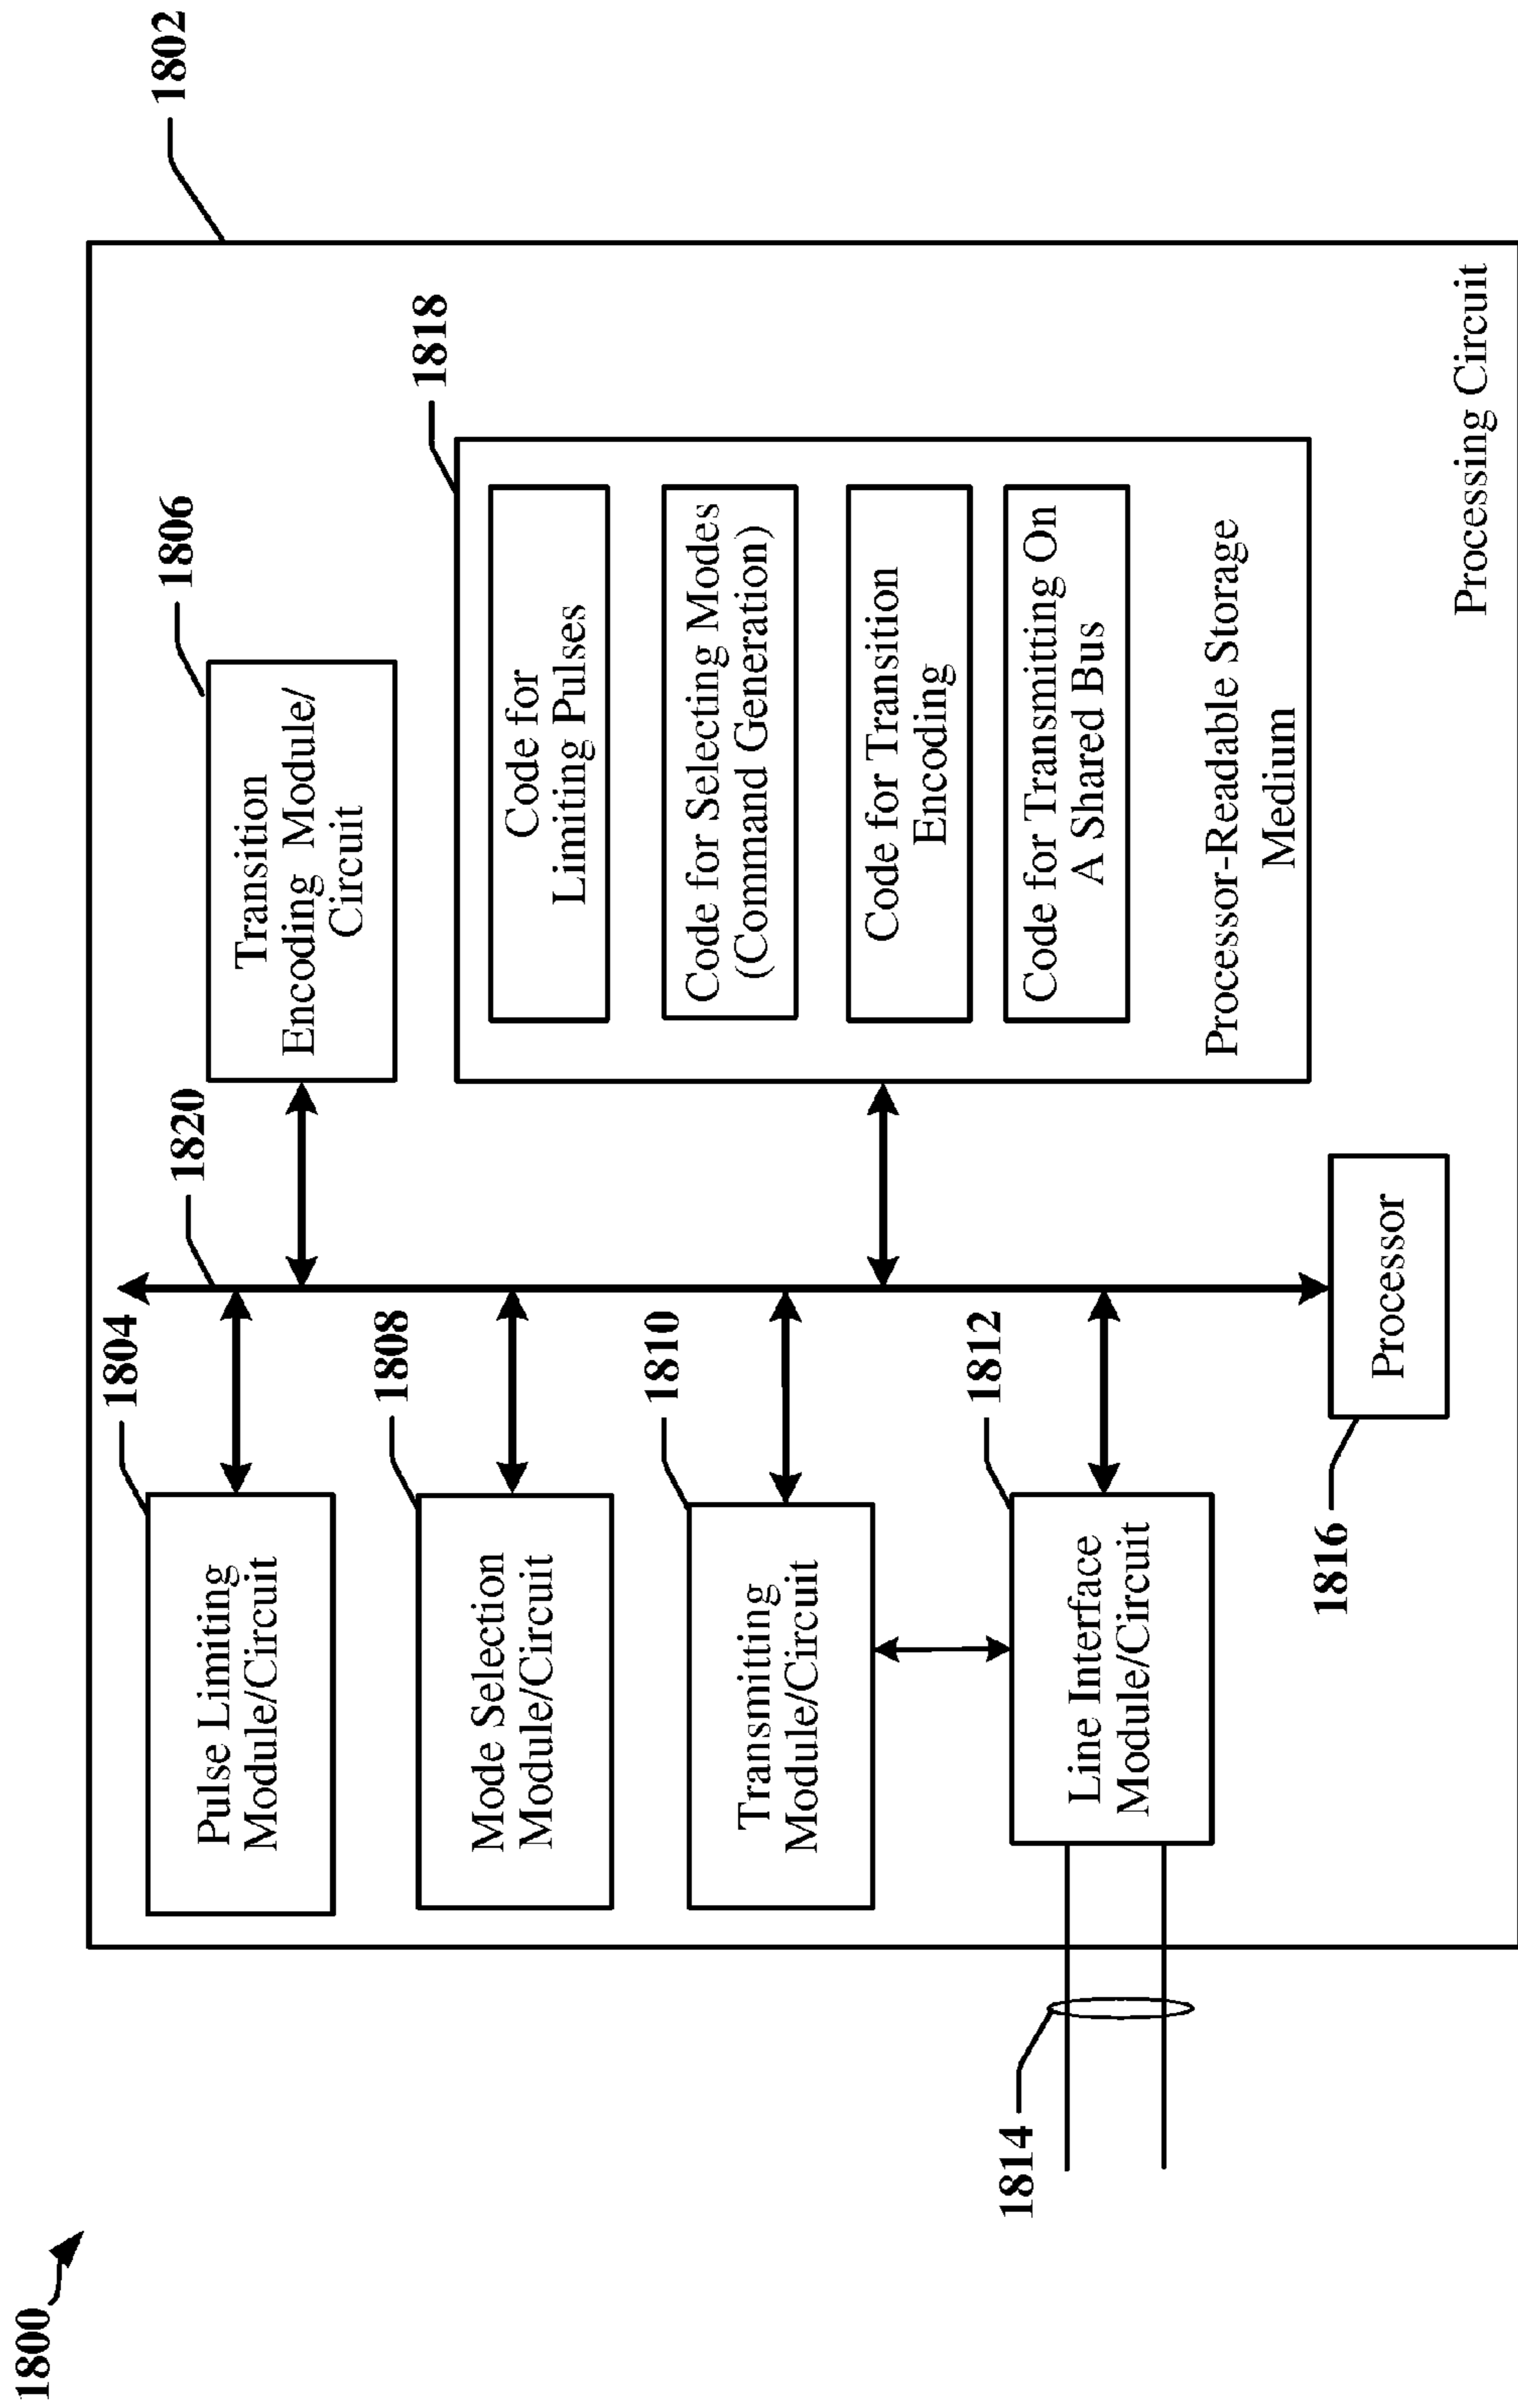 1800
1802
1804
Pulse Limiting
Module/Circuit
1820
1806
Transition
Encoding Module/
Circuit
1808
Mode Selection
Module/Circuit
1818
Code for
Limiting Pulses
Code for Selecting Modes
(Command Generation)
Code for Transition
Encoding
Code for Transmitting On
A Shared Bus
Processor-Readable Storage
Medium
1810
Transmitting
Module/Circuit
1812
Line Interface
Module/Circuit
1814
1816
Processor
Processing Circuit